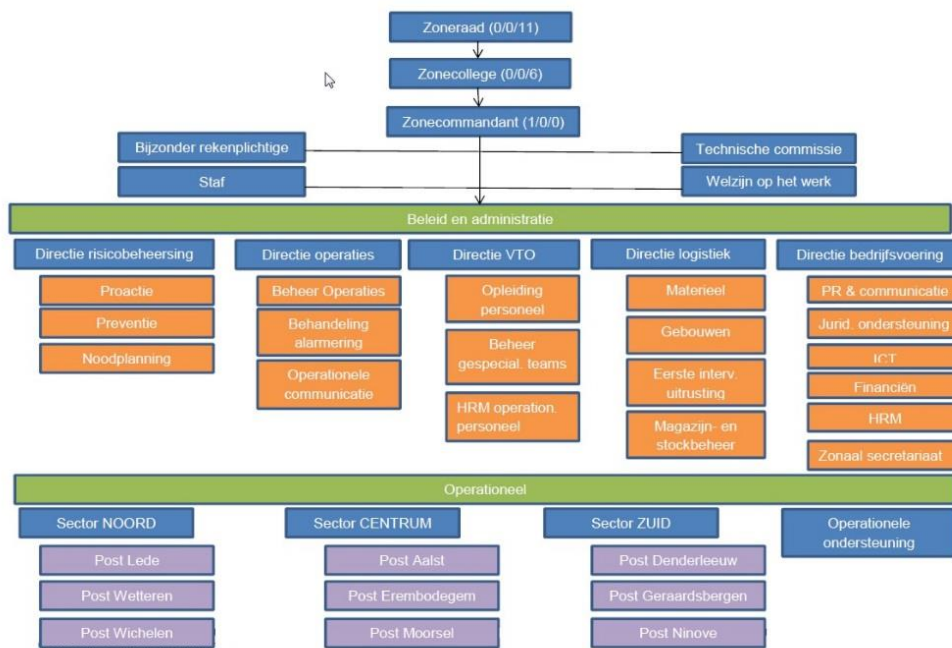 Zoneraad (0/0/11)
Zonecollege (0/0/6)
Zonecommandant (1/0/0)
Bijzonder rekenplichtige
Technische commissie
Staf
Welzijn op het werk
Beleid en administratie
Directie risicobeheersing
Proactie
Preventie
Noodplanning
Directie operaties
Beheer Operaties
Behandeling
alarmering
Operationele
communicatie
Directie VTO
Opleiding
personeel
Beheer
gespecial. teams
HRM operation.
personeel
Directie logistiek
Materieel
Gebouwen
Eerste interv.
uitrusting
Magazijn- en
stockbeheer
Directie bedrijfsvoering
PR & communicatie
Jurid. ondersteuning
ICT
Financiën
HRM
Zonaal secretariaat
Operationeel
Sector NOORD
Post Lede
Post Wetteren
Post Wichelen
Sector CENTRUM
Post Aalst
Post Erembodegem
Post Moorsel
Sector ZUID
Post Denderleeuw
Post Geraardsbergen
Post Ninove
Operationele
ondersteuning